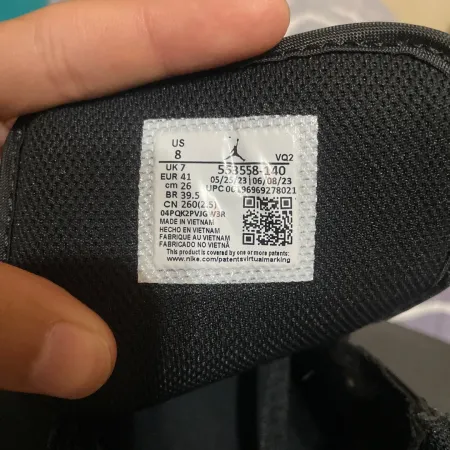 US
8
VQ2
UK 7
EUR 41
cm 26
BR 39.5
CN 260(2.5)
553558-140
05/25/23 | 06/08/23
UPC 00196969278021
MADE IN VIETNAM
HECHO EN VIETNAM
FABRIQUE AU VIETNAM
FABRICADO NO VIETNÃ
This product is covered by one or more patents:
www.nike.com/patentsvirtualmarking